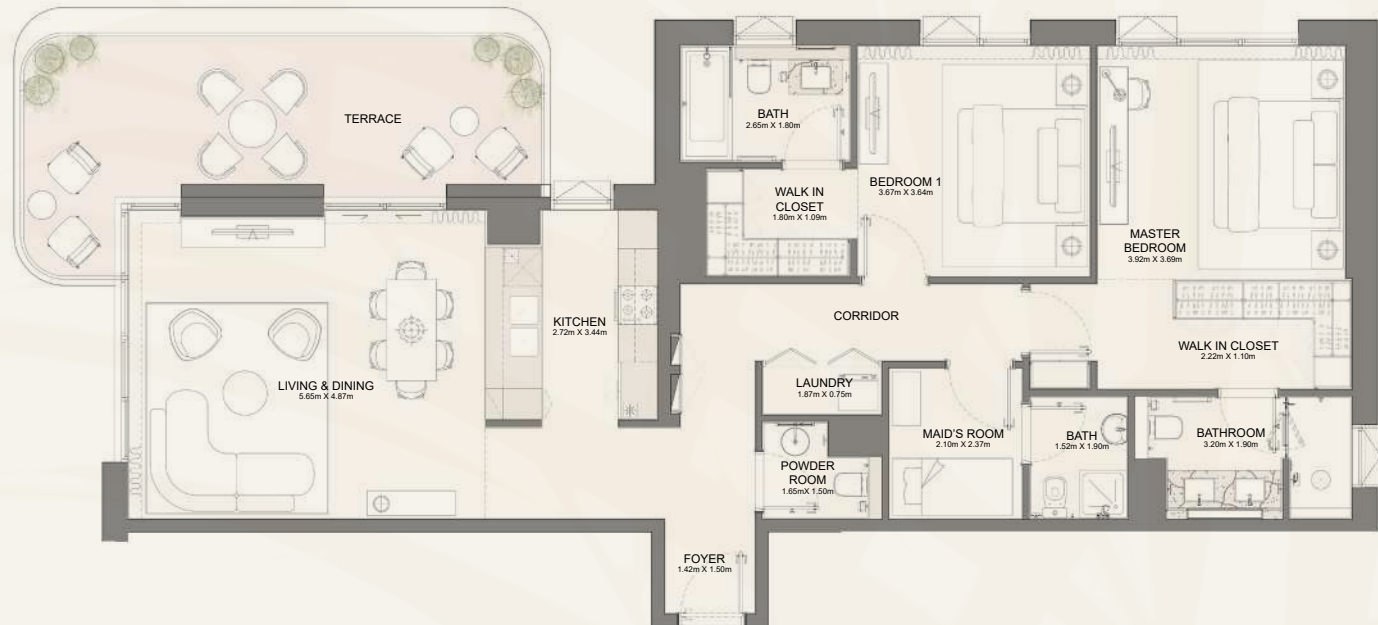 TERRACE
BATH
2.65m X 1.80m
WALK IN
CLOSET
1.80m X 1.09m
BEDROOM 1
3.67m X 3.64m
MASTER
BEDROOM
3.92m X 3.69m
KITCHEN
2.72m X 3.44m
CORRIDOR
WALK IN CLOSET
2.22m X 1.10m
LIVING & DINING
5.65m X 4.87m
LAUNDRY
1.87m X 0.75m
MAID'S ROOM
2.10m X 2.37m
BATH
1.52m X 1.90m
BATHROOM
3.20m X 1.90m
POWDER
ROOM
1.65mX 1.50m
FOYER
1.42m X 1.50m